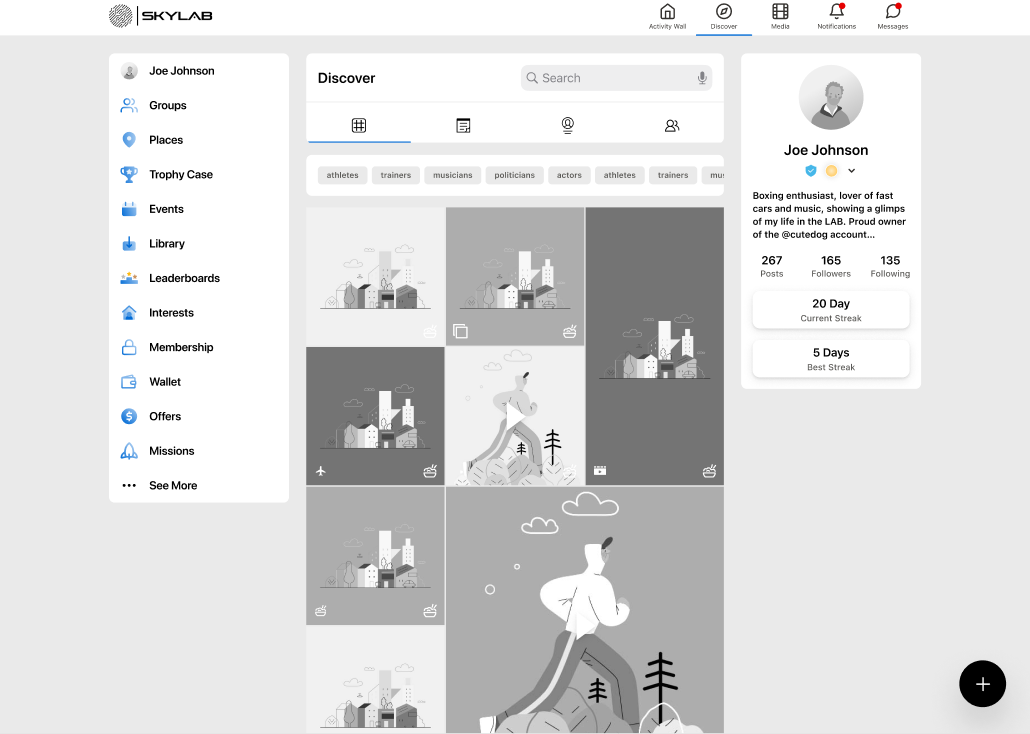 SKYLAB
Activity Wall
Discover
Media
Notifications
Messages
Joe Johnson
Groups
Places
Trophy Case
Events
Library
Leaderboards
Interests
Membership
Wallet
Offers
Missions
See More
Discover
Search
athletes
trainers
musicians
politicians
actors
athletes
trainers
mus
Joe Johnson
Boxing enthusiast, lover of fast
cars and music, showing a glimps
of my life in the LAB. Proud owner
of the @cutedog account...
267
Posts
165
Followers
135
Following
20 Day
Current Streak
5 Days
Best Streak